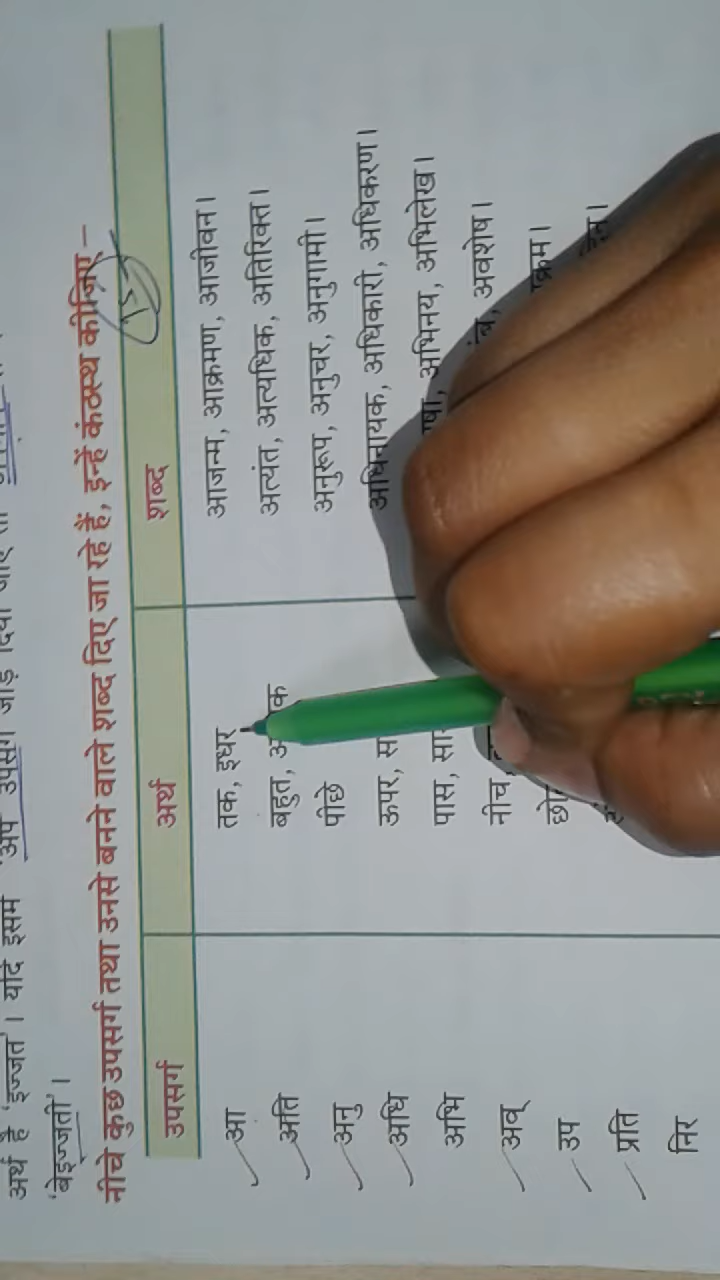 अर्थ है 'इज्जत'। यदि इसमें 'अप' उपसर्ग जोड़ दिया जाए तो
'बेइज्जती'।
नीचे कुछ उपसर्ग तथा उनसे बनने वाले शब्द दिए जा रहे हैं, इन्हें कंठस्थ कीजिए –
उपसर्ग अर्थ शब्द
आ तक, इधर आजन्म, आक्रमण, आजीवन।
अति बहुत, अत्यंत, अत्यधिक, अतिरिक्त।
अनु पीछे अनुरूप, अनुचर, अनुगामी।
अधि ऊपर, अधिनायक, अधिकारी, अधिकरण।
अभि पास, अभिनय, अभिलेख।
अव् नीच, अवशेष।
उप
प्रति
निर